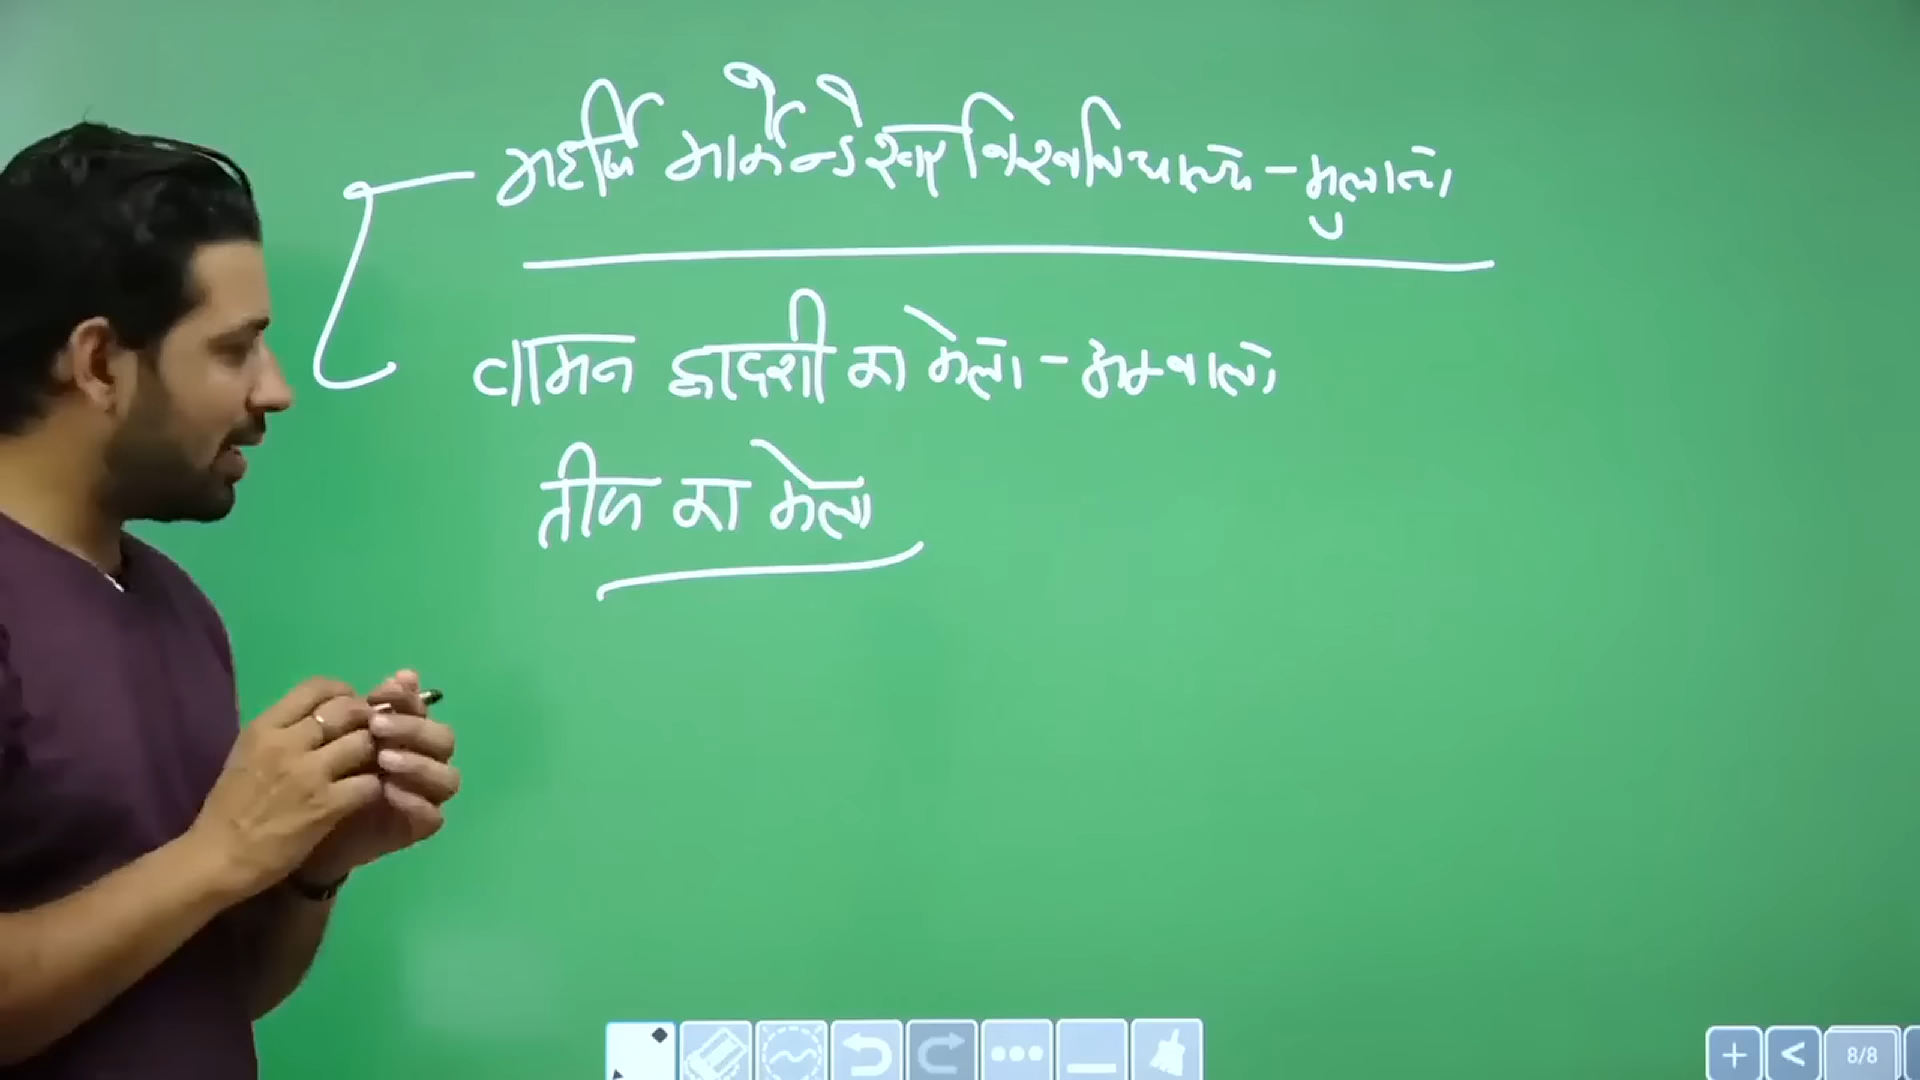 महर्षि मार्कण्डेश्वर विश्वविद्यालय - मुलाना
वामन द्वादशी का मेला - अम्बाला
तीज का मेला
8/8